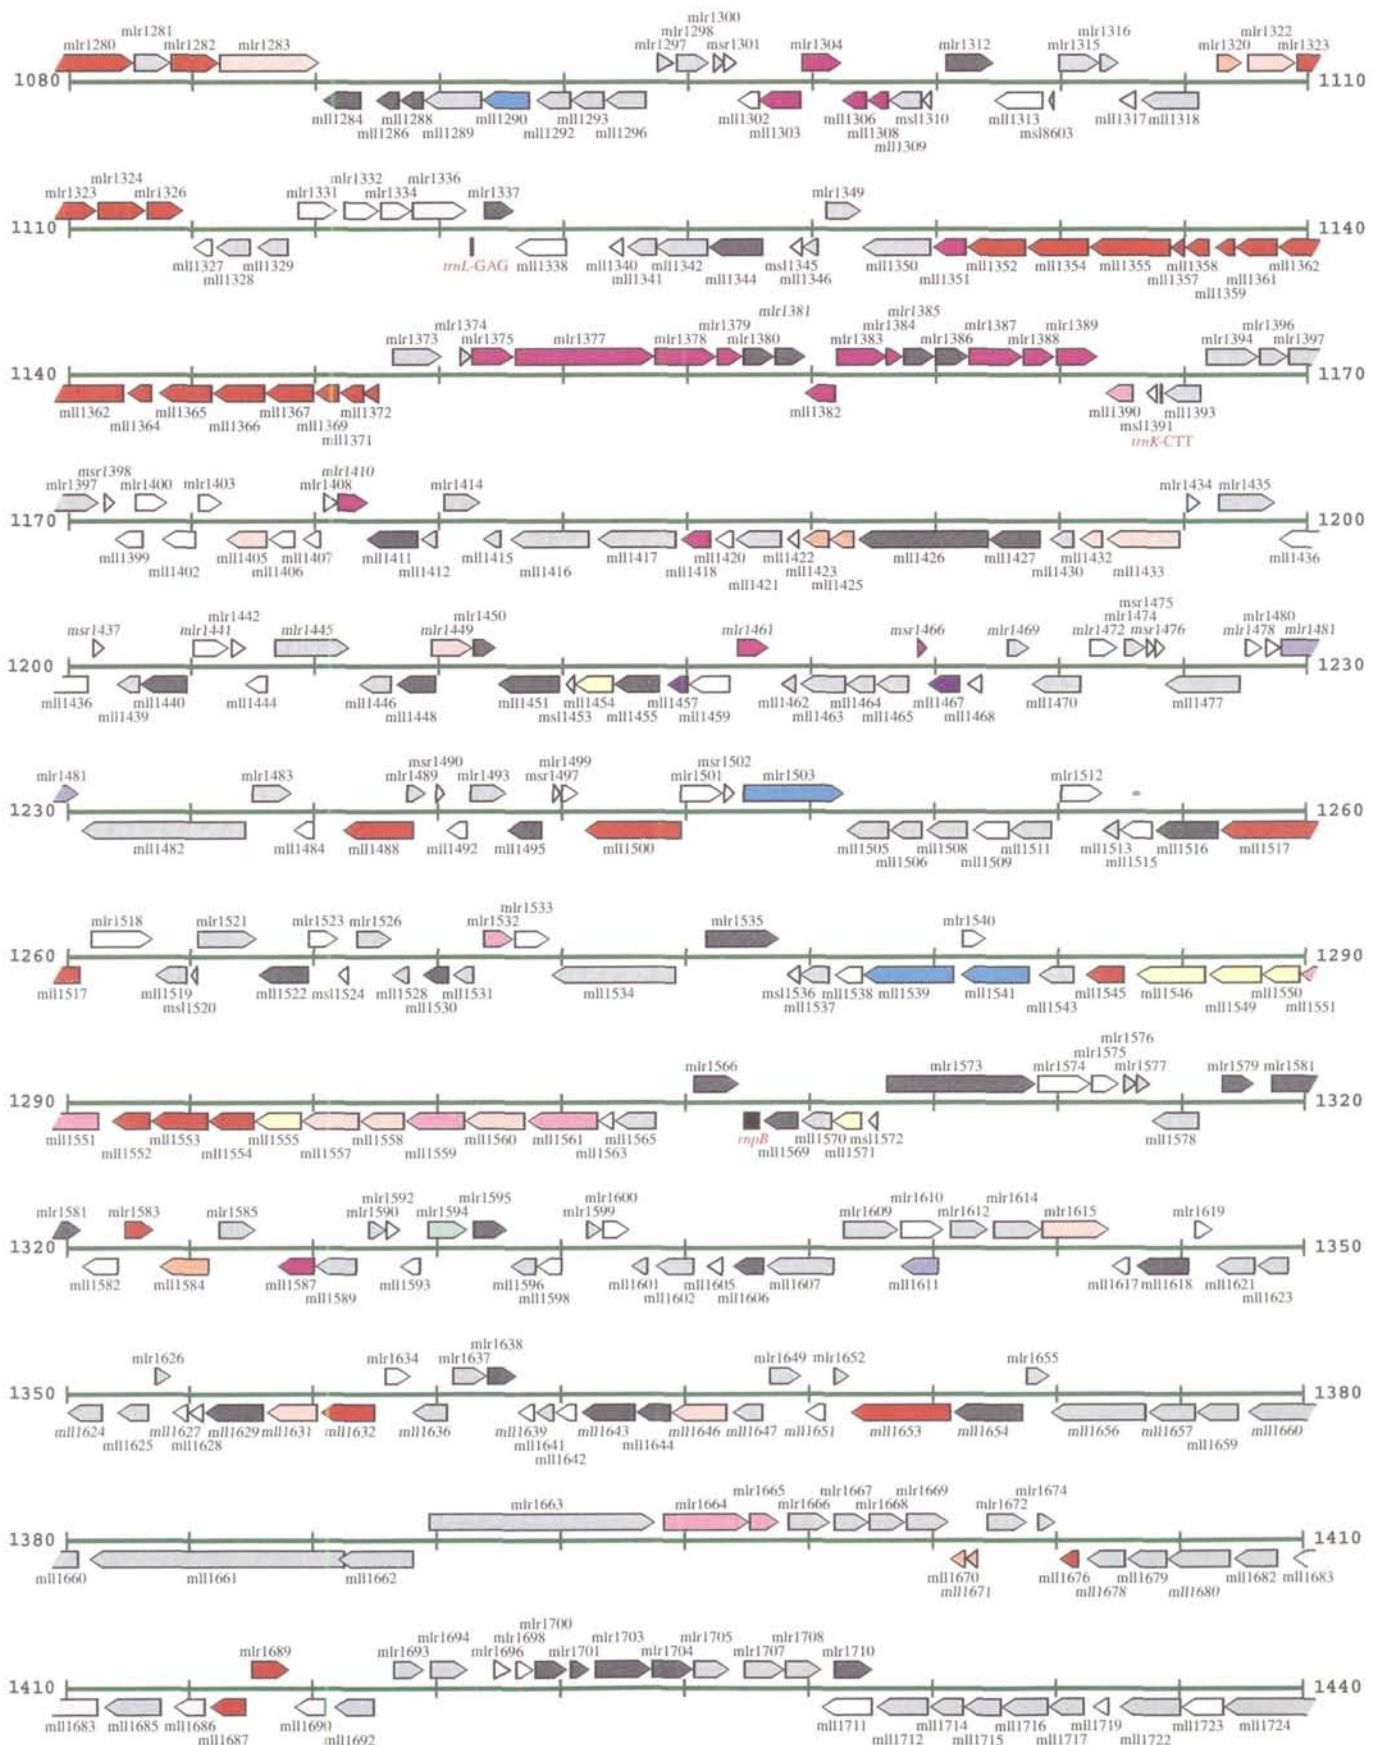 mlr1300
mlr1281 mlr1298 mlr1316 mlr1322
mlr1280 mlr1282 mlr1283 mlr1297 msr1301 mlr1304 mlr1312 mlr1315 mlr1320 mlr1323
1080 1110
mll1284 mll1288 mll1290 mll1293 mll1302 mll1306 msl1310 mll1313 mll1317 mll1318
mll1286 mll1289 mll1292 mll1296 mll1303 mll1308 msl8603
mll1309
mlr1324 mlr1332 mlr1336
mlr1323 mlr1326 mlr1331 mlr1334 mlr1337 mlr1349
1110 1140
mll1327 mll1329 trnL-GAG mll1338 mll1340 mll1342 msl1345 mll1350 mll1352 mll1354 mll1355 mll1358 mll1362
mll1328 mll1341 mll1344 mll1346 mll1351 mll1357 mll1361
mll1359
mlr1381 mlr1385
mlr1374 mlr1379 mlr1384 mlr1387 mlr1389 mlr1396
mlr1373 mlr1375 mlr1377 mlr1378 mlr1380 mlr1383 mlr1386 mlr1388 mlr1394 mlr1397
1140 1170
mll1362 mll1365 mll1367 mll1372 mll1382 mll1390 mll1393
mll1364 mll1366 mll1369 msl1391
mll1371 trnK-CTT
msr1398 mlr1410
mlr1397 mlr1400 mlr1403 mlr1408 mlr1414 mlr1434 mlr1435
1170 1200
mll1399 mll1405 mll1407 mll1411 mll1415 mll1417 mll1420 mll1422 mll1426 mll1427 mll1432
mll1402 mll1406 mll1412 mll1416 mll1418 mll1423 mll1430 mll1433 mll1436
mll1421 mll1425
mlr1442 mlr1450 msr1475
msr1437 mlr1441 mlr1445 mlr1449 mlr1461 msr1466 mlr1469 mlr1474 mlr1480
mlr1472 msr1476 mlr1478 mlr1481
1200 1230
mll1436 mll1440 mll1444 mll1446 mll1451 mll1454 mll1457 mll1462 mll1464 mll1467 mll1470 mll1477
mll1439 mll1448 msl1453 mll1455 mll1459 mll1463 mll1465 mll1468
msr1490 mlr1499 msr1502
mlr1481 mlr1483 mlr1489 mlr1493 msr1497 mlr1501 mlr1503 mlr1512
1230 1260
mll1482 mll1484 mll1488 mll1492 mll1495 mll1500 mll1505 mll1508 mll1511 mll1513 mll1516 mll1517
mll1506 mll1509 mll1515
mlr1533
mlr1518 mlr1521 mlr1523 mlr1526 mlr1532 mlr1535 mlr1540
1260 1290
mll1517 mll1519 mll1522 msl1524 mll1528 mll1531 mll1534 msl1536 mll1538 mll1539 mll1541 mll1545 mll1546 mll1550
msl1520 mll1530 mll1537 mll1543 mll1549 mll1551
mlr1576
mlr1575
mlr1566 mlr1573 mlr1574 mlr1577 mlr1579 mlr1581
1290 1320
mll1551 mll1553 mll1555 mll1558 mll1560 mll1561 mll1565 rnpB mll1570 msl1572 mll1578
mll1552 mll1554 mll1557 mll1559 mll1563 mll1569 mll1571
mlr1592 mlr1600 mlr1610 mlr1614
mlr1581 mlr1583 mlr1585 mlr1590 mlr1594 mlr1595 mlr1599 mlr1609 mlr1612 mlr1615 mlr1619
1320 1350
mll1582 mll1584 mll1587 mll1593 mll1596 mll1601 mll1605 mll1607 mll1611 mll1617 mll1618 mll1621
mll1589 mll1598 mll1602 mll1606 mll1623
mlr1638
mlr1626 mlr1634 mlr1637 mlr1649 mlr1652 mlr1655
1350 1380
mll1624 mll1627 mll1629 mll1631 mll1632 mll1636 mll1639 mll1643 mll1646 mll1647 mll1651 mll1653 mll1654 mll1656 mll1657 mll1660
mll1625 mll1628 mll1641 mll1644 mll1659
mll1642
mlr1665 mlr1667 mlr1669 mlr1674
mlr1663 mlr1664 mlr1666 mlr1668 mlr1672
1380 1410
mll1660 mll1661 mll1662 mll1670 mll1676 mll1679 mll1682 mll1683
mll1671 mll1678 mll1680
mlr1700
mlr1694 mlr1698 mlr1703 mlr1705 mlr1708
mlr1689 mlr1693 mlr1696 mlr1701 mlr1704 mlr1707 mlr1710
1410 1440
mll1683 mll1685 mll1686 mll1690 mll1711 mll1714 mll1716 mll1719 mll1723 mll1724
mll1687 mll1692 mll1712 mll1715 mll1717 mll1722